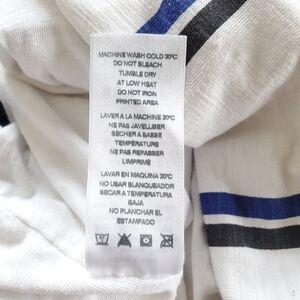 MACHINE WASH COLD 30°C
DO NOT BLEACH
TUMBLE DRY
AT LOW HEAT
DO NOT IRON
PRINTED AREA
LAVER A LA MACHINE 30°C
NE PAS JAVELLISER
SÉCHER A BASSE
TEMPÉRATURE
NE PAS REPASSER
L'IMPRIMÉ
LAVAR EN MAQUINA 30°C
NO USAR BLANQUEADOR
SECAR A TEMPERATURA
BAJA
NO PLANCHAR EL
ESTAMPADO